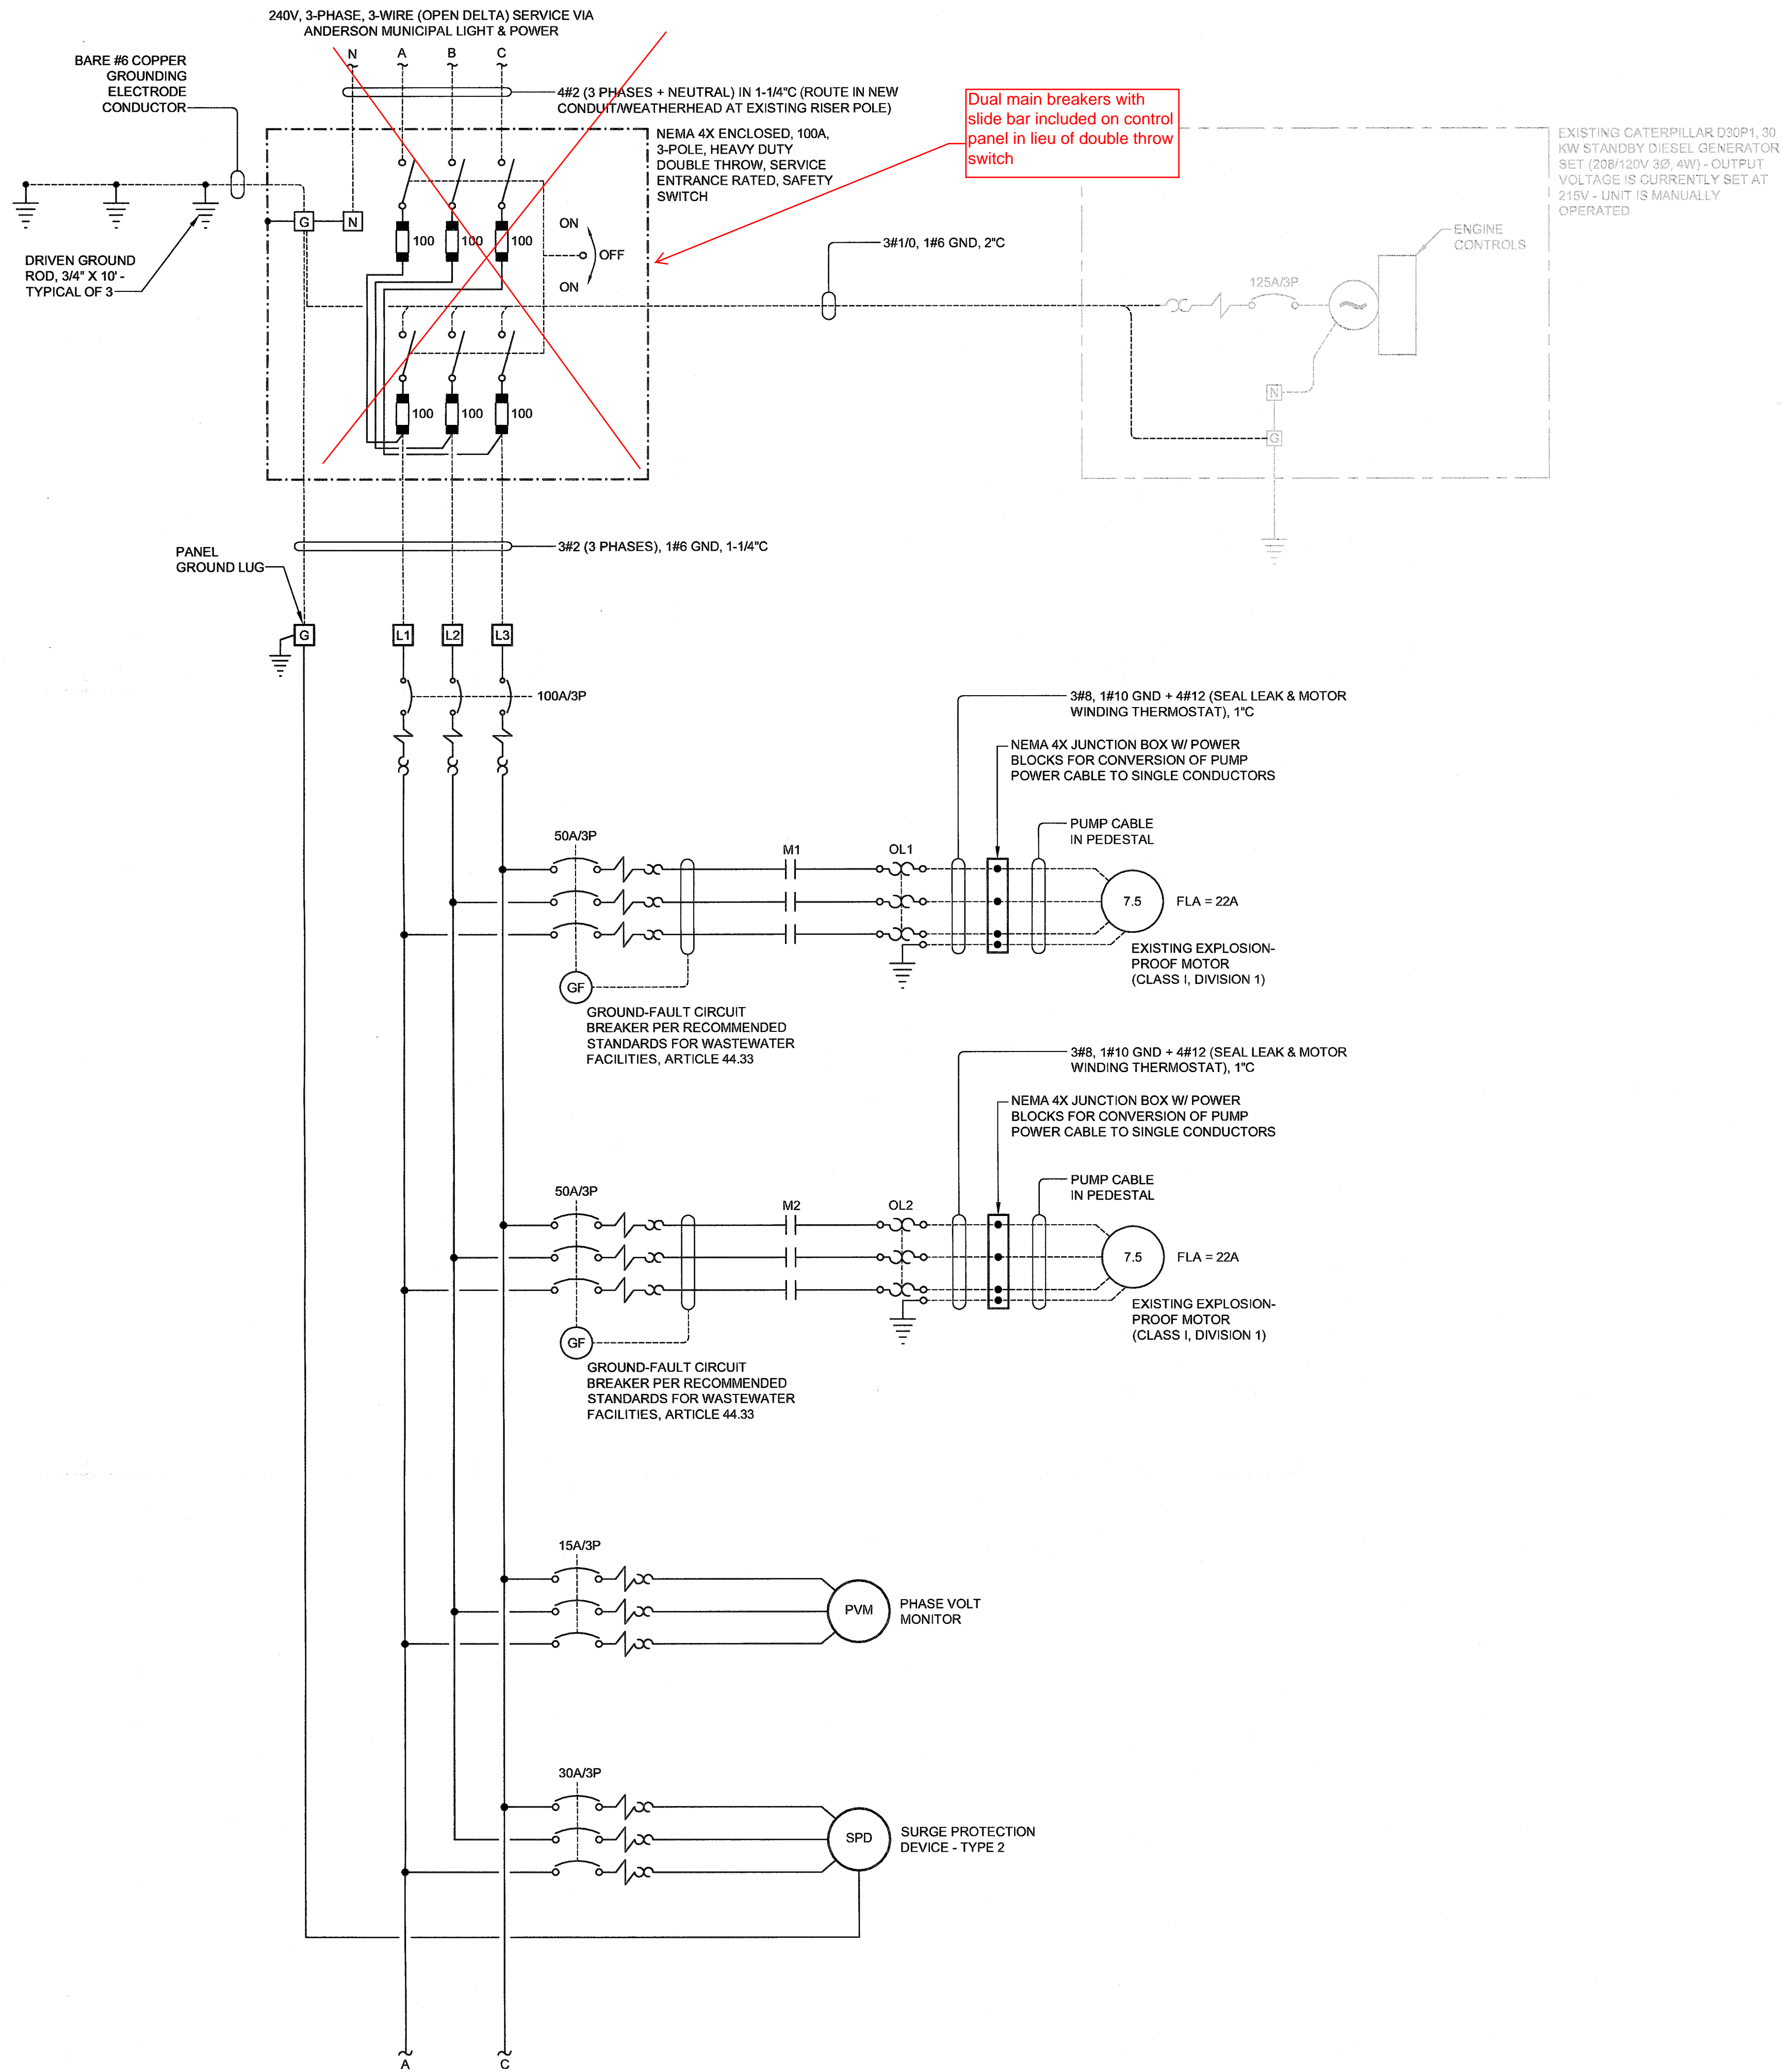 240V, 3-PHASE, 3-WIRE (OPEN DELTA) SERVICE VIA
ANDERSON MUNICIPAL LIGHT & POWER
N
A
B
C
BARE #6 COPPER
GROUNDING
ELECTRODE
CONDUCTOR
4#2 (3 PHASES + NEUTRAL) IN 1-1/4"C (ROUTE IN NEW
CONDUIT/WEATHERHEAD AT EXISTING RISER POLE)
NEMA 4X ENCLOSED, 100A,
3-POLE, HEAVY DUTY
DOUBLE THROW, SERVICE
ENTRANCE RATED, SAFETY
SWITCH
Dual main breakers with
slide bar included on control
panel in lieu of double throw
switch
EXISTING CATERPILLAR D30P1, 30
KW STANDBY DIESEL GENERATOR
SET (208/120V 3Ø, 4W) - OUTPUT
VOLTAGE IS CURRENTLY SET AT
215V - UNIT IS MANUALLY
OPERATED
ENGINE
CONTROLS
G
N
100
100
100
ON
OFF
ON
DRIVEN GROUND
ROD, 3/4" X 10' -
TYPICAL OF 3
3#1/0, 1#6 GND, 2"C
125A/3P
N
G
100
100
100
3#2 (3 PHASES), 1#6 GND, 1-1/4"C
PANEL
GROUND LUG
G
L1
L2
L3
100A/3P
3#8, 1#10 GND + 4#12 (SEAL LEAK & MOTOR
WINDING THERMOSTAT), 1"C
NEMA 4X JUNCTION BOX W/ POWER
BLOCKS FOR CONVERSION OF PUMP
POWER CABLE TO SINGLE CONDUCTORS
PUMP CABLE
IN PEDESTAL
50A/3P
M1
OL1
7.5
FLA = 22A
EXISTING EXPLOSION-
PROOF MOTOR
(CLASS I, DIVISION 1)
GF
GROUND-FAULT CIRCUIT
BREAKER PER RECOMMENDED
STANDARDS FOR WASTEWATER
FACILITIES, ARTICLE 44.33
3#8, 1#10 GND + 4#12 (SEAL LEAK & MOTOR
WINDING THERMOSTAT), 1"C
NEMA 4X JUNCTION BOX W/ POWER
BLOCKS FOR CONVERSION OF PUMP
POWER CABLE TO SINGLE CONDUCTORS
PUMP CABLE
IN PEDESTAL
50A/3P
M2
OL2
7.5
FLA = 22A
EXISTING EXPLOSION-
PROOF MOTOR
(CLASS I, DIVISION 1)
GF
GROUND-FAULT CIRCUIT
BREAKER PER RECOMMENDED
STANDARDS FOR WASTEWATER
FACILITIES, ARTICLE 44.33
15A/3P
PVM
PHASE VOLT
MONITOR
30A/3P
SPD
SURGE PROTECTION
DEVICE - TYPE 2
A
C